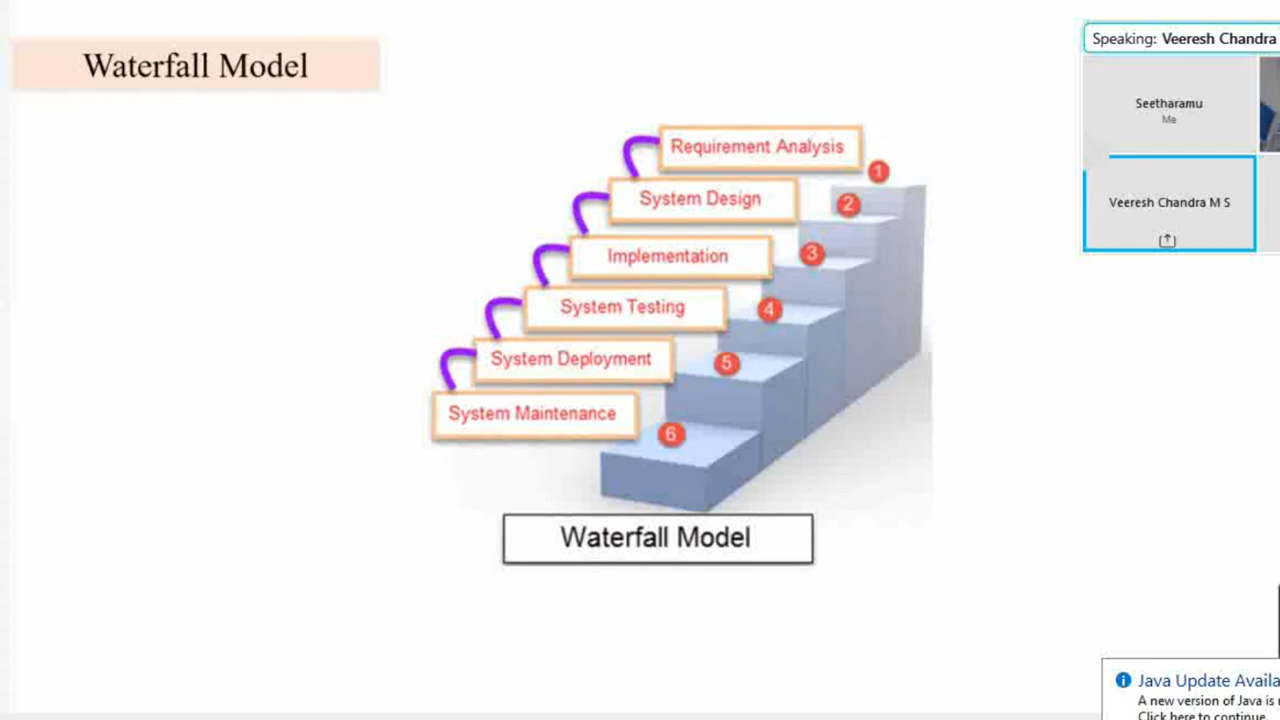 Waterfall Model
Requirement Analysis
1
System Design
2
Implementation
3
System Testing
4
System Deployment
5
System Maintenance
6
Waterfall Model
Speaking: Veeresh Chandra
Seetharamu
Me
Veeresh Chandra M S
Java Update
A new version of Java is
Click here to continue.